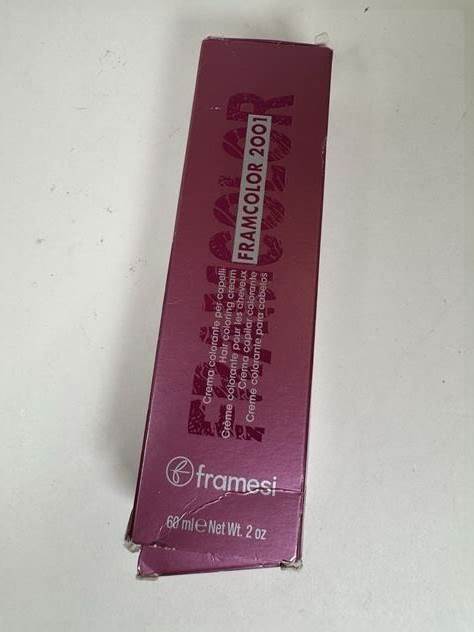 FRAMCOLOR
FRAMCOLOR 2001
Crema colorante per capelli
Hair coloring cream
Crème colorante pour les cheveux
Crema capilar colorante
Creme colorante para cabelos
framesi
60 ml e Net Wt. 2 oz